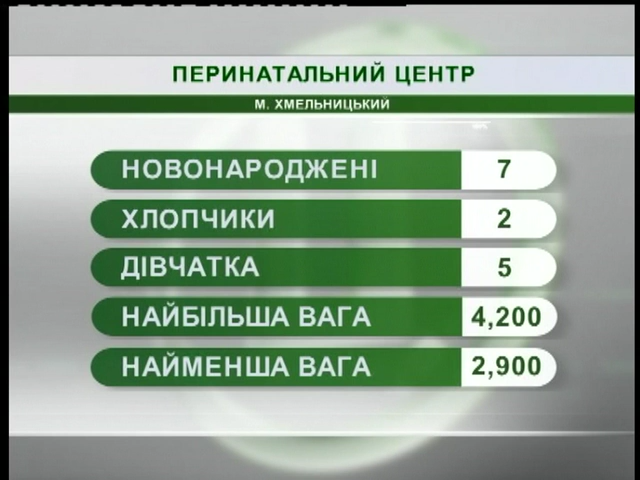 ПЕРИНАТАЛЬНИЙ ЦЕНТР
М. ХМЕЛЬНИЦЬКИЙ
НОВОНАРОДЖЕНІ 7
ХЛОПЧИКИ 2
ДІВЧАТКА 5
НАЙБІЛЬША ВАГА 4,200
НАЙМЕНША ВАГА 2,900